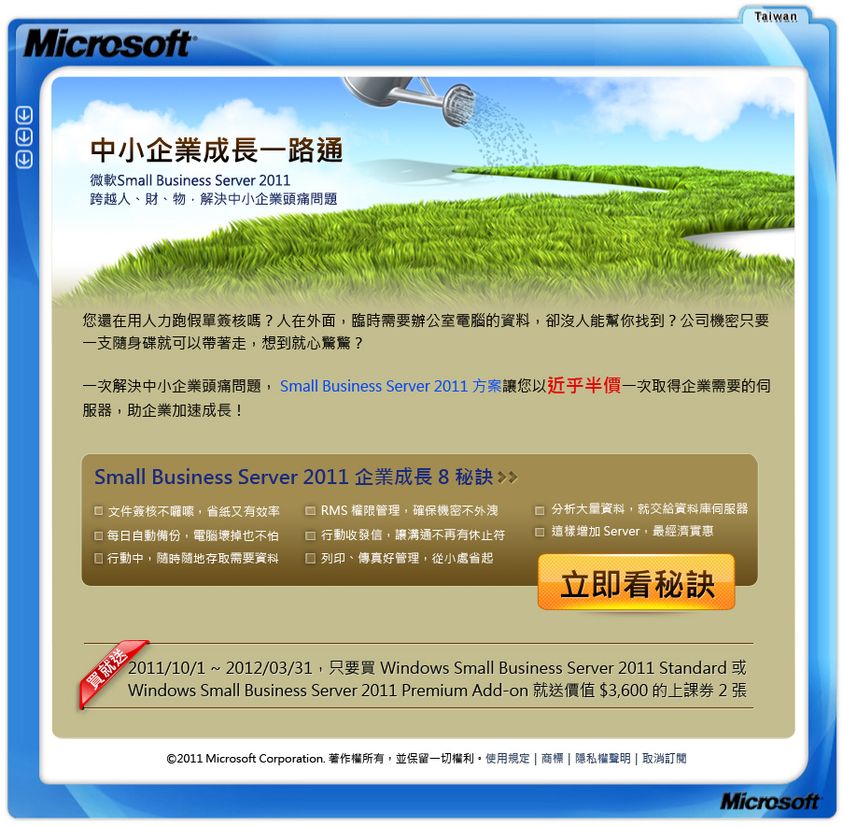 Taiwan
Microsoft
中小企業成長一路通
微軟Small Business Server 2011
跨越人、財、物，解決中小企業頭痛問題
您還在用人力跑假單簽核嗎？人在外面，臨時需要辦公室電腦的資料，卻沒人能幫你找到？公司機密只要
一支隨身碟就可以帶著走，想到就心驚驚？
一次解決中小企業頭痛問題， Small Business Server 2011 方案讓您以近乎半價一次取得企業需要的伺
服器，助企業加速成長！
Small Business Server 2011 企業成長 8 秘訣
文件簽核不囉嗦，省紙又有效率
每日自動備份，電腦壞掉也不怕
行動中，隨時隨地存取需要資料
RMS 權限管理，確保機密不外洩
行動收發信，讓溝通不再有休止符
列印、傳真好管理，從小處省起
分析大量資料，就交給資料庫伺服器
這樣增加 Server，最經濟實惠
立即看秘訣
買就送
2011/10/1 ~ 2012/03/31，只要買 Windows Small Business Server 2011 Standard 或
Windows Small Business Server 2011 Premium Add-on 就送價值 $3,600 的上課券 2 張
©2011 Microsoft Corporation. 著作權所有，並保留一切權利。使用規定 | 商標 | 隱私權聲明 | 取消訂閱
Microsoft